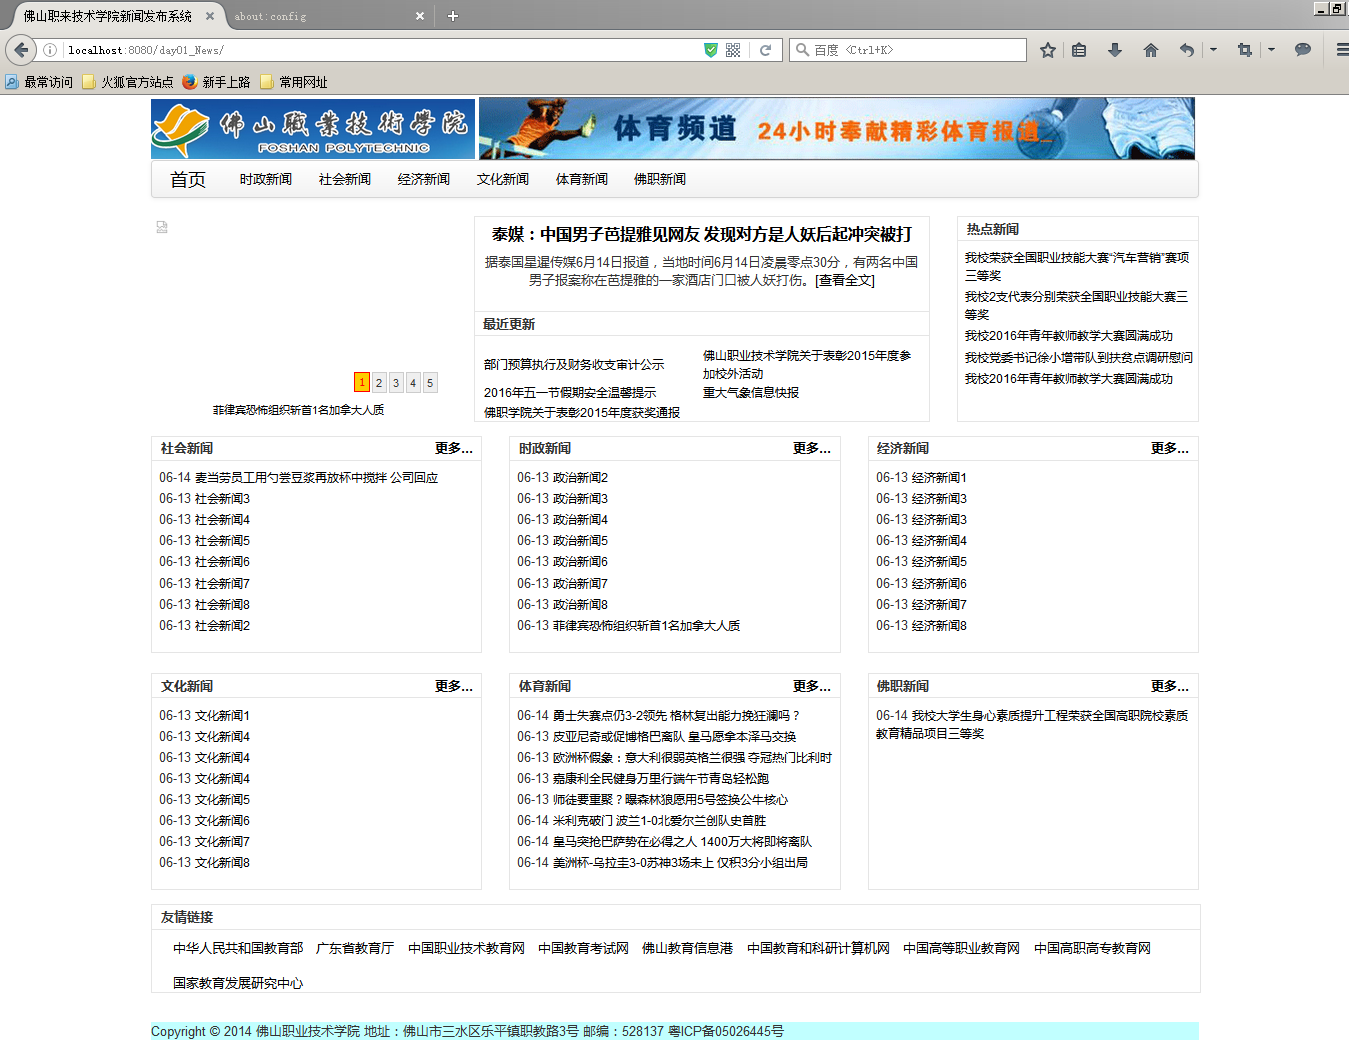 佛山职来技术学院新闻发布系统
about:config
localhost:8080/day01_News/
百度 <Ctrl+K>
最常访问 火狐官方站点 新手上路 常用网址
佛山職業技術學院
FOSHAN POLYTECHNIC
体育频道 24小时奉献精彩体育报道_
首页 时政新闻 社会新闻 经济新闻 文化新闻 体育新闻 佛职新闻
1 2 3 4 5
菲律宾恐怖组织斩首1名加拿大人质
泰媒：中国男子芭提雅见网友 发现对方是人妖后起冲突被打
据泰国星暹传媒6月14日报道，当地时间6月14日凌晨零点30分，有两名中国
男子报案称在芭提雅的一家酒店门口被人妖打伤。[查看全文]
最近更新
部门预算执行及财务收支审计公示
佛山职业技术学院关于表彰2015年度参
加校外活动
2016年五一节假期安全温馨提示
重大气象信息快报
佛职学院关于表彰2015年度获奖通报
热点新闻
我校荣获全国职业技能大赛“汽车营销”赛项
三等奖
我校2支代表分别荣获全国职业技能大赛三
等奖
我校2016年青年教师教学大赛圆满成功
我校党委书记徐小增带队到扶贫点调研慰问
我校2016年青年教师教学大赛圆满成功
社会新闻 更多...
06-14 麦当劳员工用勺尝豆浆再放杯中搅拌 公司回应
06-13 社会新闻3
06-13 社会新闻4
06-13 社会新闻5
06-13 社会新闻6
06-13 社会新闻7
06-13 社会新闻8
06-13 社会新闻2
时政新闻 更多...
06-13 政治新闻2
06-13 政治新闻3
06-13 政治新闻4
06-13 政治新闻5
06-13 政治新闻6
06-13 政治新闻7
06-13 政治新闻8
06-13 菲律宾恐怖组织斩首1名加拿大人质
经济新闻 更多...
06-13 经济新闻1
06-13 经济新闻3
06-13 经济新闻3
06-13 经济新闻4
06-13 经济新闻5
06-13 经济新闻6
06-13 经济新闻7
06-13 经济新闻8
文化新闻 更多...
06-13 文化新闻1
06-13 文化新闻4
06-13 文化新闻4
06-13 文化新闻4
06-13 文化新闻5
06-13 文化新闻6
06-13 文化新闻7
06-13 文化新闻8
体育新闻 更多...
06-14 勇士失赛点仍3-2领先 格林复出能力挽狂澜吗？
06-13 皮亚尼奇或促博格巴离队 皇马愿拿本泽马交换
06-13 欧洲杯假象：意大利很弱英格兰很强 夺冠热门比利时
06-13 嘉康利全民健身万里行端午节青岛轻松跑
06-13 师徒要重聚？曝森林狼愿用5号签换公牛核心
06-14 米利克破门 波兰1-0北爱尔兰创队史首胜
06-14 皇马突抢巴萨势在必得之人 1400万大将即将离队
06-14 美洲杯-乌拉圭3-0苏神3场未上 仅积3分小组出局
佛职新闻 更多...
06-14 我校大学生身心素质提升工程荣获全国高职院校素质
教育精品项目三等奖
友情链接
中华人民共和国教育部 广东省教育厅 中国职业技术教育网 中国教育考试网 佛山教育信息港 中国教育和科研计算机网 中国高等职业教育网 中国高职高专教育网
国家教育发展研究中心
Copyright © 2014 佛山职业技术学院 地址：佛山市三水区乐平镇职教路3号 邮编：528137 粤ICP备05026445号